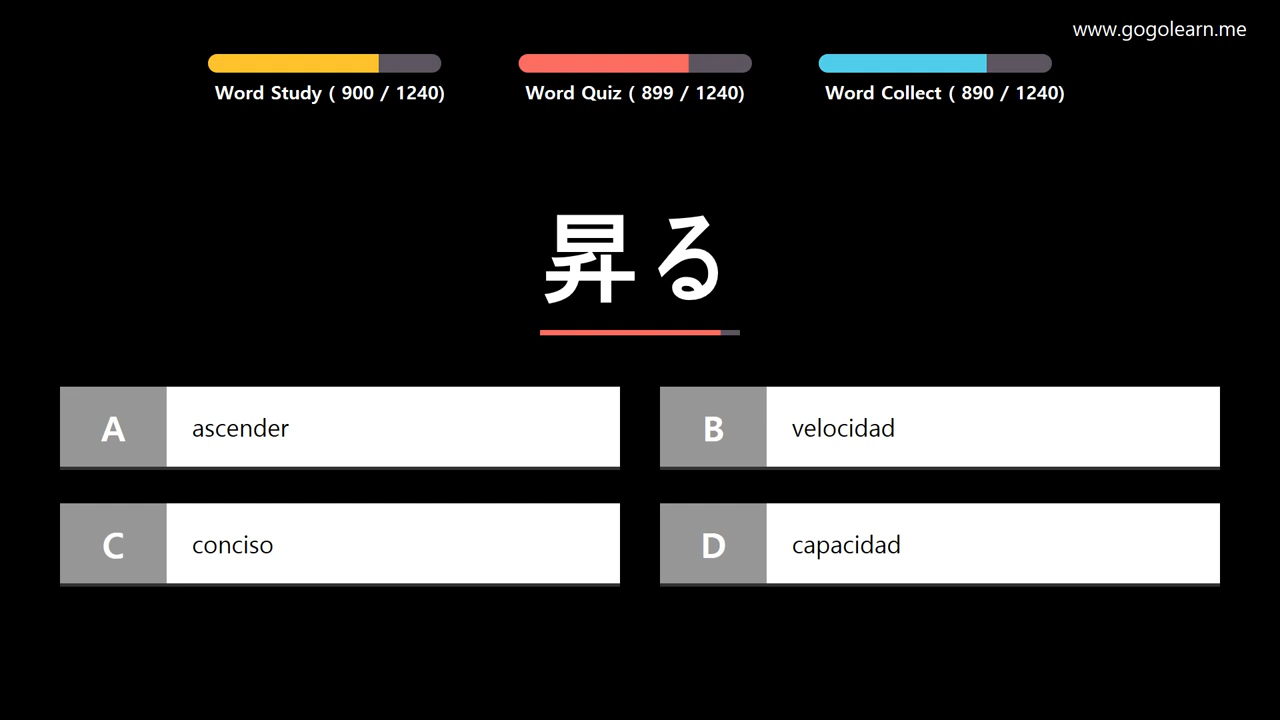 www.gogolearn.me
Word Study ( 900 / 1240)
Word Quiz ( 899 / 1240)
Word Collect ( 890 / 1240)
昇る
A ascender
B velocidad
C conciso
D capacidad